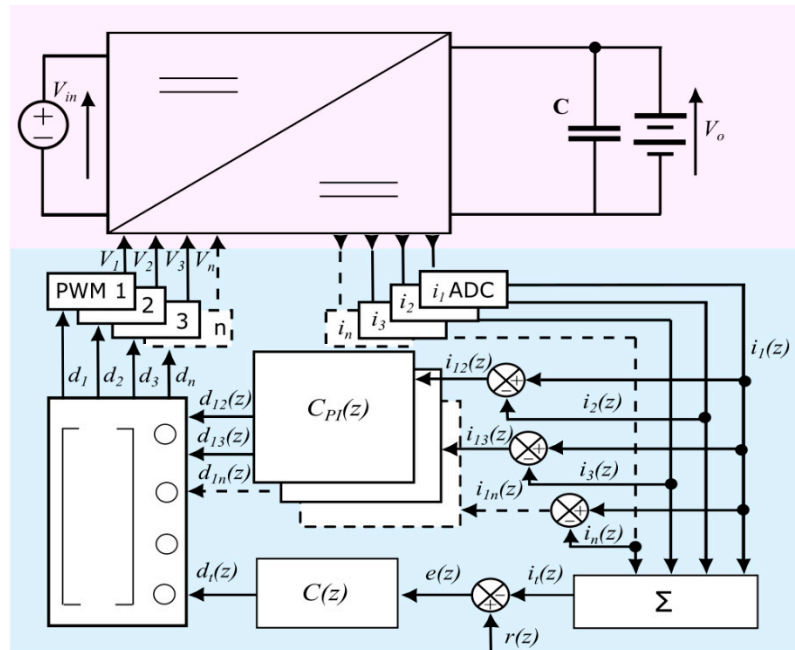 V_in
C
V_o
V_1 V_2 V_3 V_n
PWM 1
2
3
n
i_1 ADC
i_2
i_3
i_n
d_1 d_2 d_3 d_n
i_1(z)
i_12(z)
d_12(z)
C_PI(z)
i_2(z)
d_13(z)
i_13(z)
i_3(z)
d_1n(z)
i_1n(z)
i_n(z)
d_t(z)
C(z)
e(z)
i_t(z)
Σ
r(z)